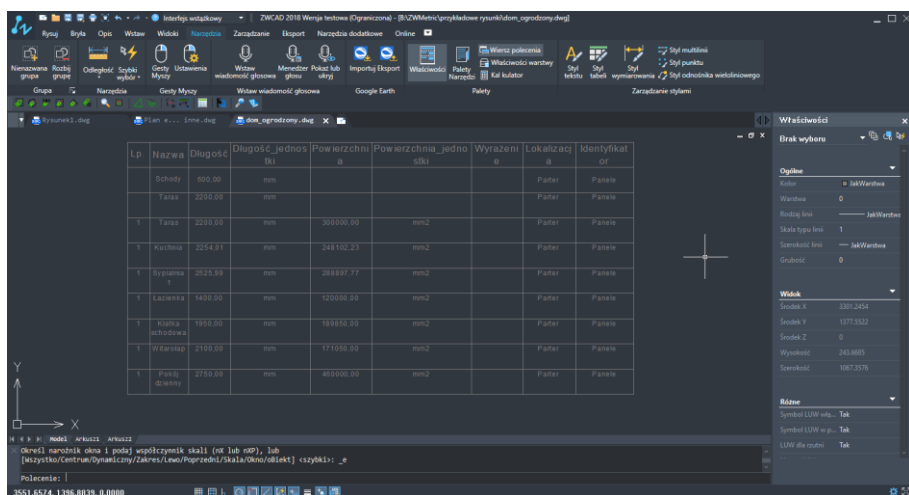 Interfejs wstążkowy
ZWCAD 2018 Wersja testowa (Ograniczona) - [B:\ZWMetric\przykładowe rysunki\dom_ogrodzony.dwg]
Rysuj Bryła Opis Wstaw Widoki Narzędzia Zarządzanie Eksport Narzędzia dodatkowe Online
Nienazwana grupa Rozbij grupę
Odległość Szybki wybór
Gesty Myszy Ustawienia
Wstaw wiadomość głosowa Menedżer głosu Pokaż lub ukryj
Importuj Eksport
Właściwości Palety Narzędzi
Wiersz polecenia
Właściwości warstwy
Kal kulator
Styl tekstu Styl tabeli Styl wymiarowania
Styl multilinii
Styl punktu
Styl odnośnika wieloliniowego
Grupa Narzędzia Gesty Myszy Wstaw wiadomość głosowa Google Earth Palety Zarządzanie stylami
Rysunek1.dwg Plan e... inne.dwg dom_ogrodzony.dwg
Lp. Nazwa Długość Długość_jednostki Powierzchnia Powierzchnia_jednostki Wyrażenie Lokalizacja Identyfikator
Schody 600,00 mm Parter Panele
Taras 2200,00 mm Parter Panele
1 Taras 2200,00 mm 300000,00 mm2 Parter Panele
1 Kuchnia 2254,01 mm 248102,23 mm2 Parter Panele
1 Sypialnia 1 2525,99 mm 288897,77 mm2 Parter Panele
1 Łazienka 1400,00 mm 120000,00 mm2 Parter Panele
1 Klatka schodowa 1950,00 mm 189850,00 mm2 Parter Panele
1 Wiatrołap 2100,00 mm 171050,00 mm2 Parter Panele
1 Pokój dzienny 2750,00 mm 460000,00 mm2 Parter Panele
Y
X
Model Arkusz1 Arkusz2
Określ narożnik okna i podaj współczynnik skali (nX lub nXP), lub
[Wszystko/Centrum/Dynamiczny/Zakres/Lewo/Poprzedni/Skala/Okno/oBiekt] <szybki>: _e
Polecenie:
3551.6574, 1396.8839, 0.0000
Właściwości
Brak wyboru
Ogólne
Kolor JakWarstwa
Warstwa 0
Rodzaj linii JakWarstwa
Skala typu linii 1
Szerokość linii JakWarstwa
Grubość 0
Widok
Środek X 3301.2454
Środek Y 1377.5522
Środek Z 0
Wysokość 243.6685
Szerokość 1067.3576
Różne
Symbol LUW włą... Tak
Symbol LUW w p... Tak
LUW dla rzutni Tak